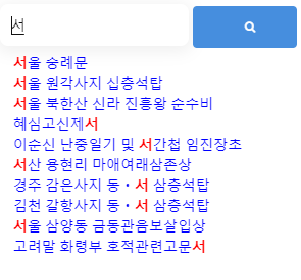 서
서울 숭례문
서울 원각사지 십층석탑
서울 북한산 신라 진흥왕 순수비
혜심고신제서
이순신 난중일기 및 서간첩 임진장초
서산 용현리 마애여래삼존상
경주 감은사지 동・서 삼층석탑
김천 갈항사지 동・서 삼층석탑
서울 삼양동 금동관음보살입상
고려말 화령부 호적관련고문서